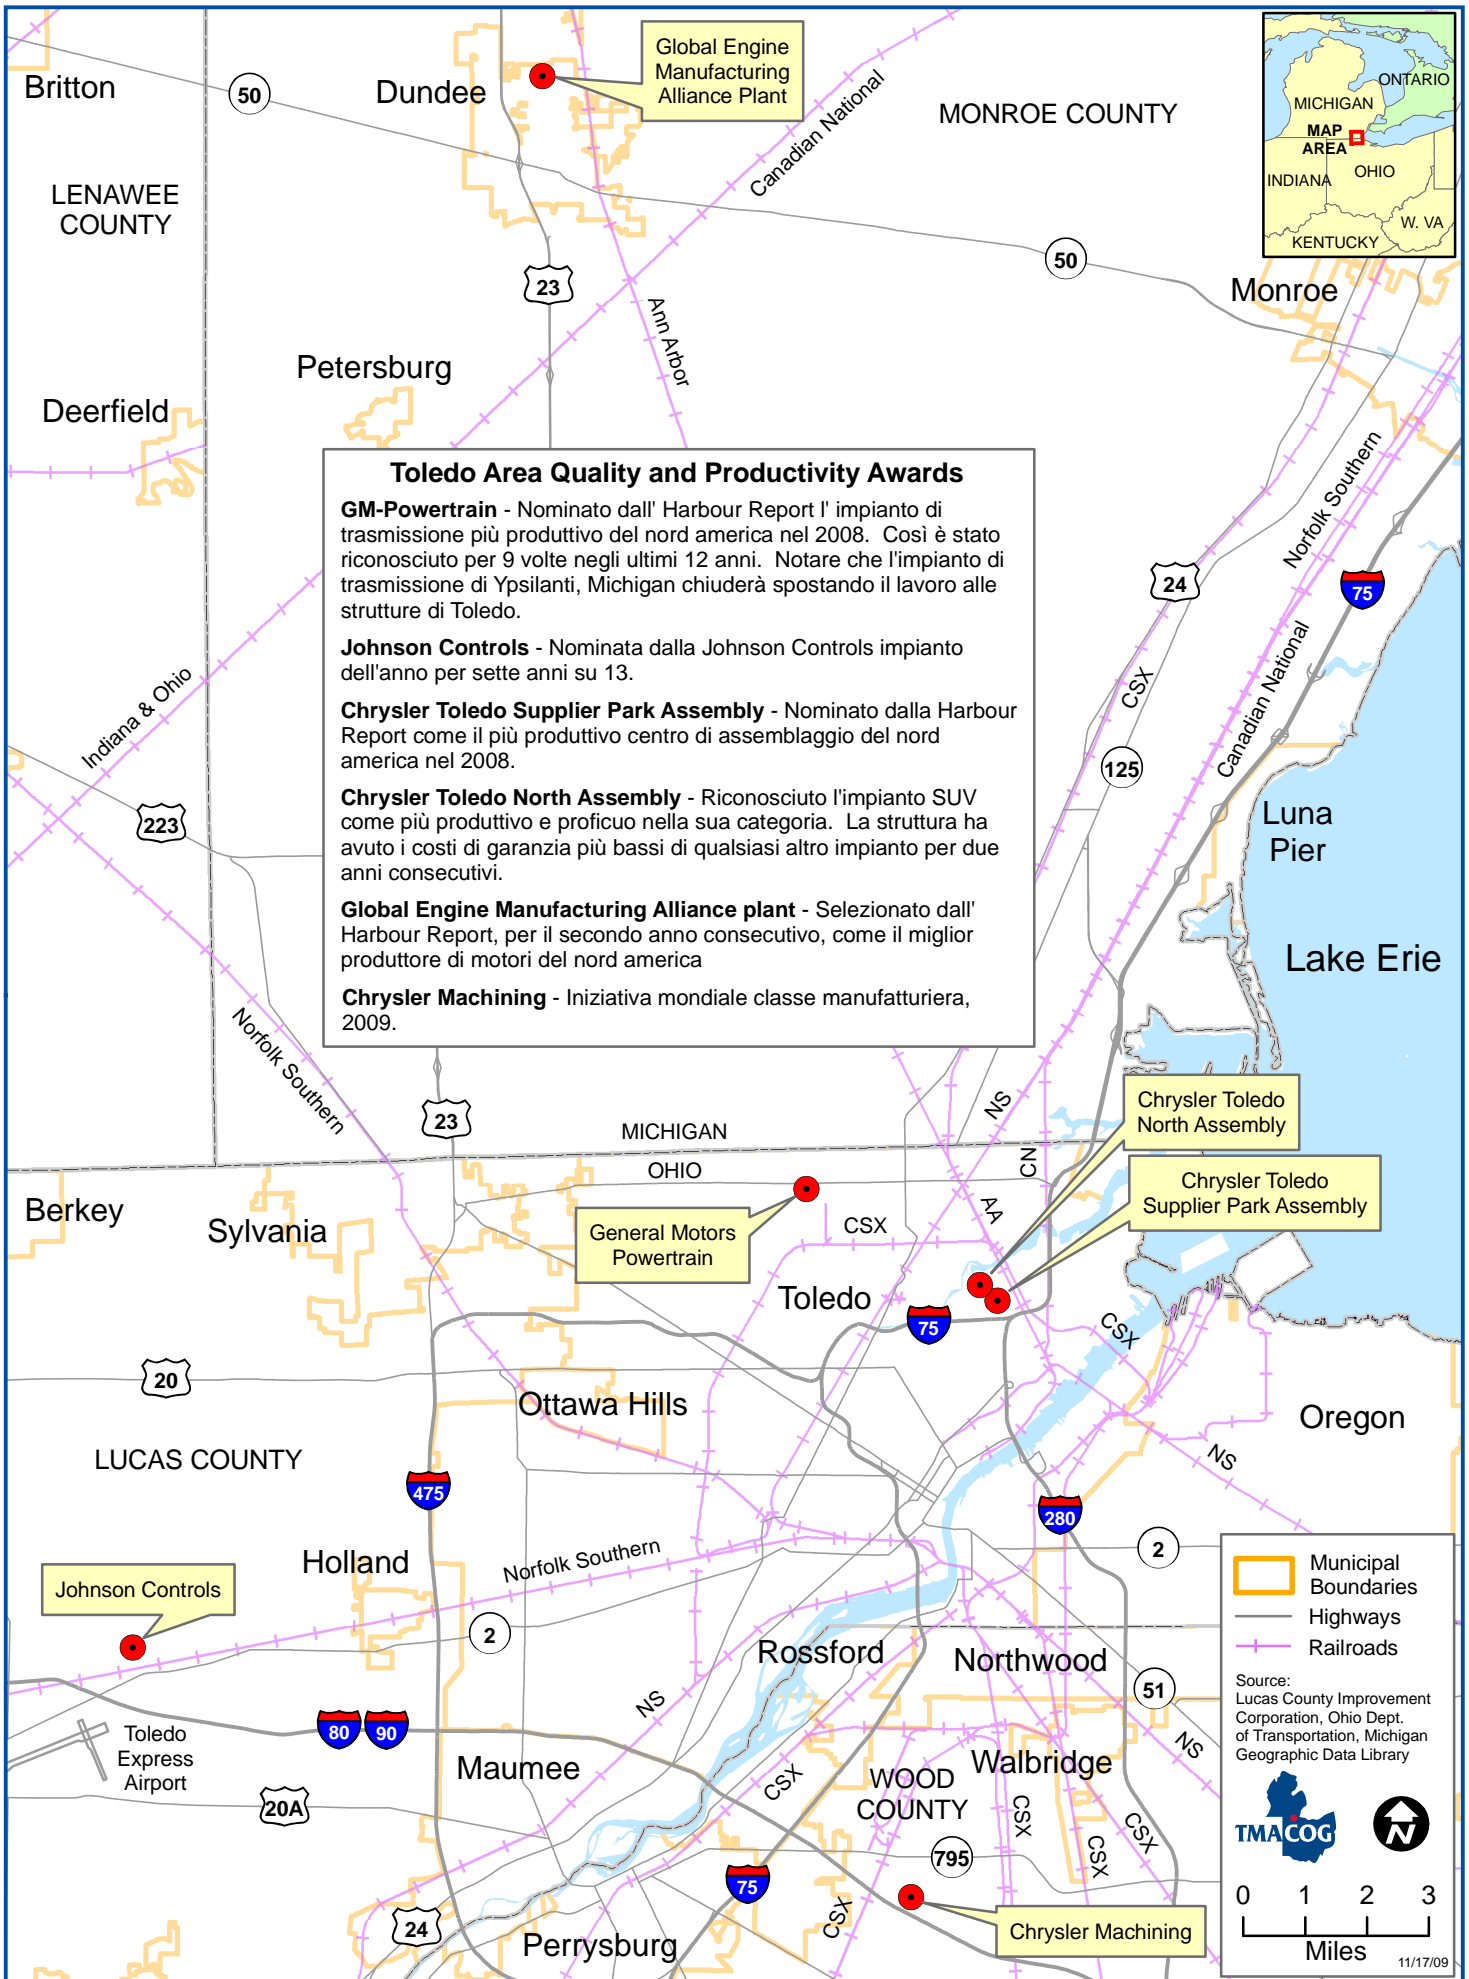 Britton
50
Dundee
Global Engine
Manufacturing
Alliance Plant
Canadian National
MONROE COUNTY
ONTARIO
MICHIGAN
MAP
AREA
INDIANA
OHIO
W. VA
KENTUCKY
LENAWEE
COUNTY
23
50
Monroe
Ann Arbor
Petersburg
Deerfield
Toledo Area Quality and Productivity Awards
GM-Powertrain - Nominato dall' Harbour Report l' impianto di
trasmissione più produttivo del nord america nel 2008. Così è stato
riconosciuto per 9 volte negli ultimi 12 anni. Notare che l'impianto di
trasmissione di Ypsilanti, Michigan chiuderà spostando il lavoro alle
strutture di Toledo.
Johnson Controls - Nominata dalla Johnson Controls impianto
dell'anno per sette anni su 13.
Chrysler Toledo Supplier Park Assembly - Nominato dalla Harbour
Report come il più produttivo centro di assemblaggio del nord
america nel 2008.
Chrysler Toledo North Assembly - Riconosciuto l'impianto SUV
come più produttivo e proficuo nella sua categoria. La struttura ha
avuto i costi di garanzia più bassi di qualsiasi altro impianto per due
anni consecutivi.
Global Engine Manufacturing Alliance plant - Selezionato dall'
Harbour Report, per il secondo anno consecutivo, come il miglior
produttore di motori del nord america
Chrysler Machining - Iniziativa mondiale classe manufatturiera,
2009.
Norfolk Southern
24
75
CSX
Canadian National
125
Indiana & Ohio
223
Luna
Pier
Lake Erie
Norfolk Southern
23
NS
Chrysler Toledo
North Assembly
MICHIGAN
OHIO
CN
Chrysler Toledo
Supplier Park Assembly
Berkey
Sylvania
AA
CSX
General Motors
Powertrain
Toledo
75
CSX
20
Ottawa Hills
Oregon
LUCAS COUNTY
NS
475
280
2
Holland
Norfolk Southern
Johnson Controls
2
Rossford
Northwood
51
NS
NS
80
90
Toledo
Express
Airport
Maumee
CSX
WOOD
COUNTY
Walbridge
20A
CSX
CSX
CSX
795
75
CSX
24
Perrysburg
Chrysler Machining
Municipal
Boundaries
Highways
Railroads
Source:
Lucas County Improvement
Corporation, Ohio Dept.
of Transportation, Michigan
Geographic Data Library
TMACOG
N
0 1 2 3
Miles
11/17/09